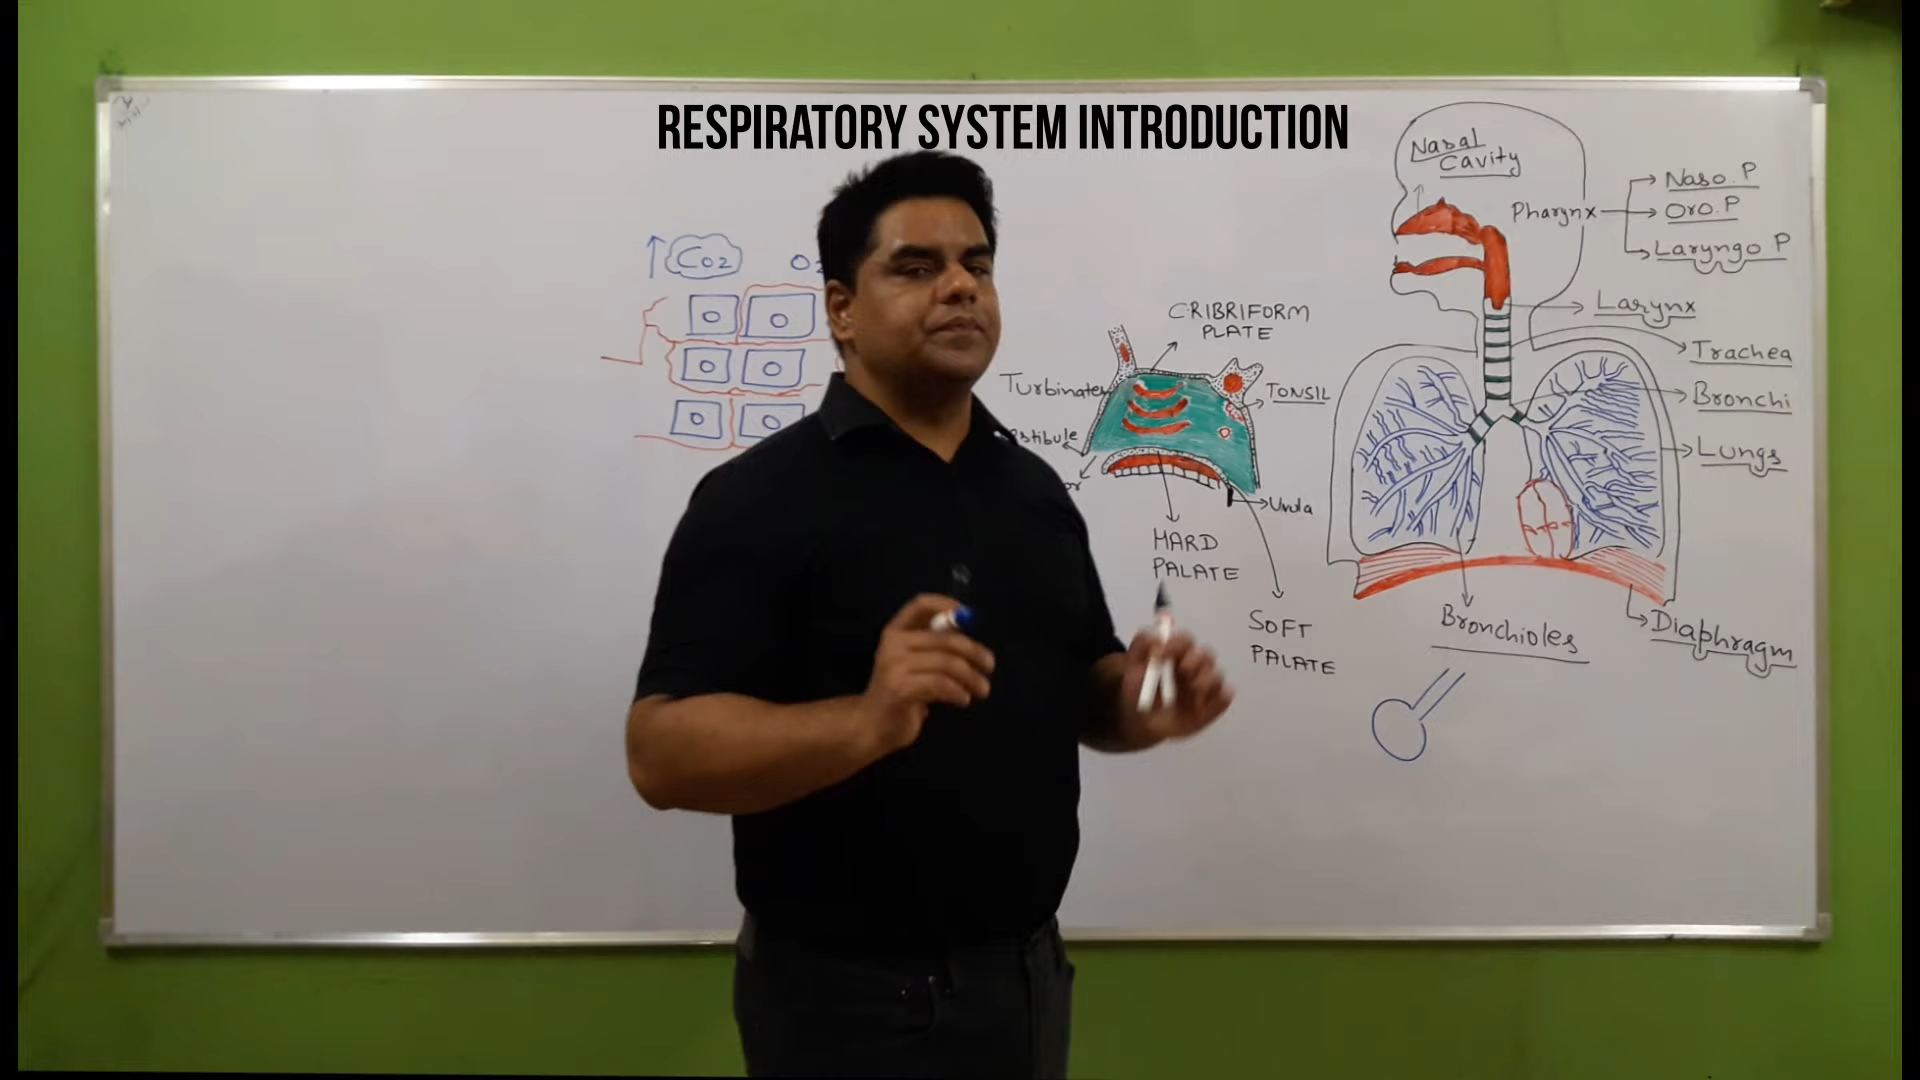 RESPIRATORY SYSTEM INTRODUCTION
Nasal
Cavity
Pharynx
Naso.P
Oro.P
Laryngo P
CO2
O2
Larynx
CRIBRIFORM
PLATE
Trachea
Turbinates
TONSIL
Bronchi
Lungs
Uvula
HARD
PALATE
SOFT
PALATE
Bronchioles
Diaphragm